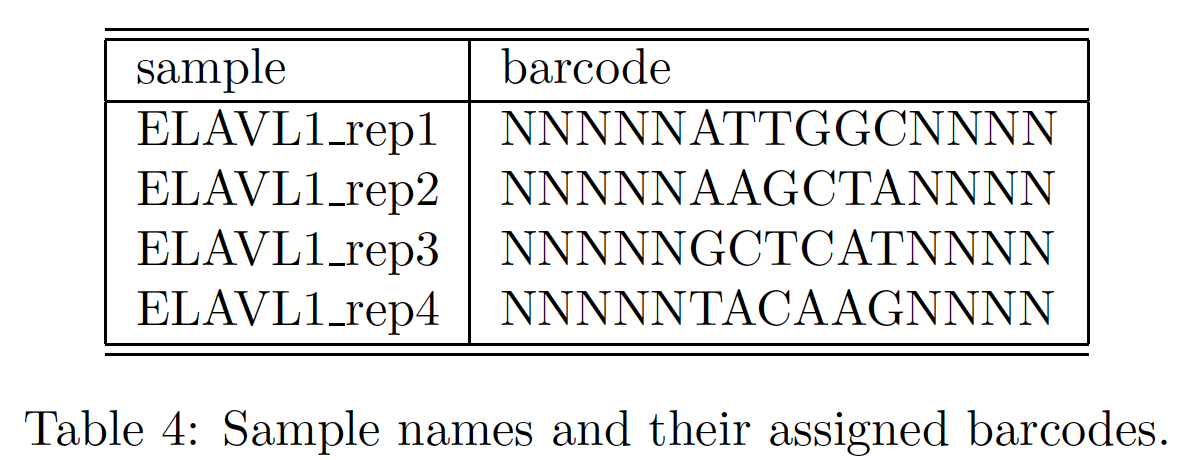 sample barcode
ELAVL1_rep1 NNNNNATTGGCNNNN
ELAVL1_rep2 NNNNNAAGCTANNNN
ELAVL1_rep3 NNNNNGCTCATNNNN
ELAVL1_rep4 NNNNNTACAAGNNNN
Table 4: Sample names and their assigned barcodes.